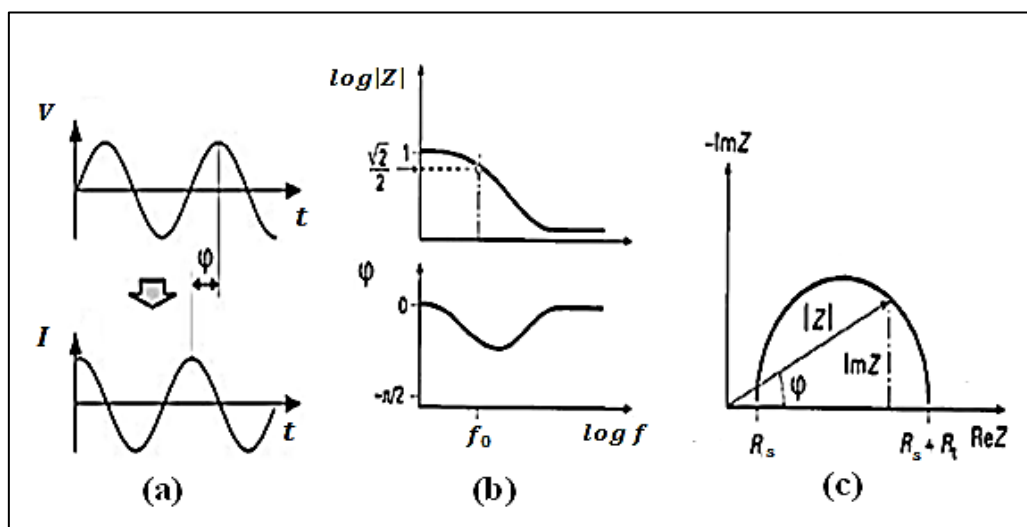 V
t
φ
I
t
(a)
log|Z|
1
√2/2
φ
0
-π/2
f₀
log f
(b)
-ImZ
|Z|
ImZ
φ
Rₛ
Rₛ + Rₜ
ReZ
(c)